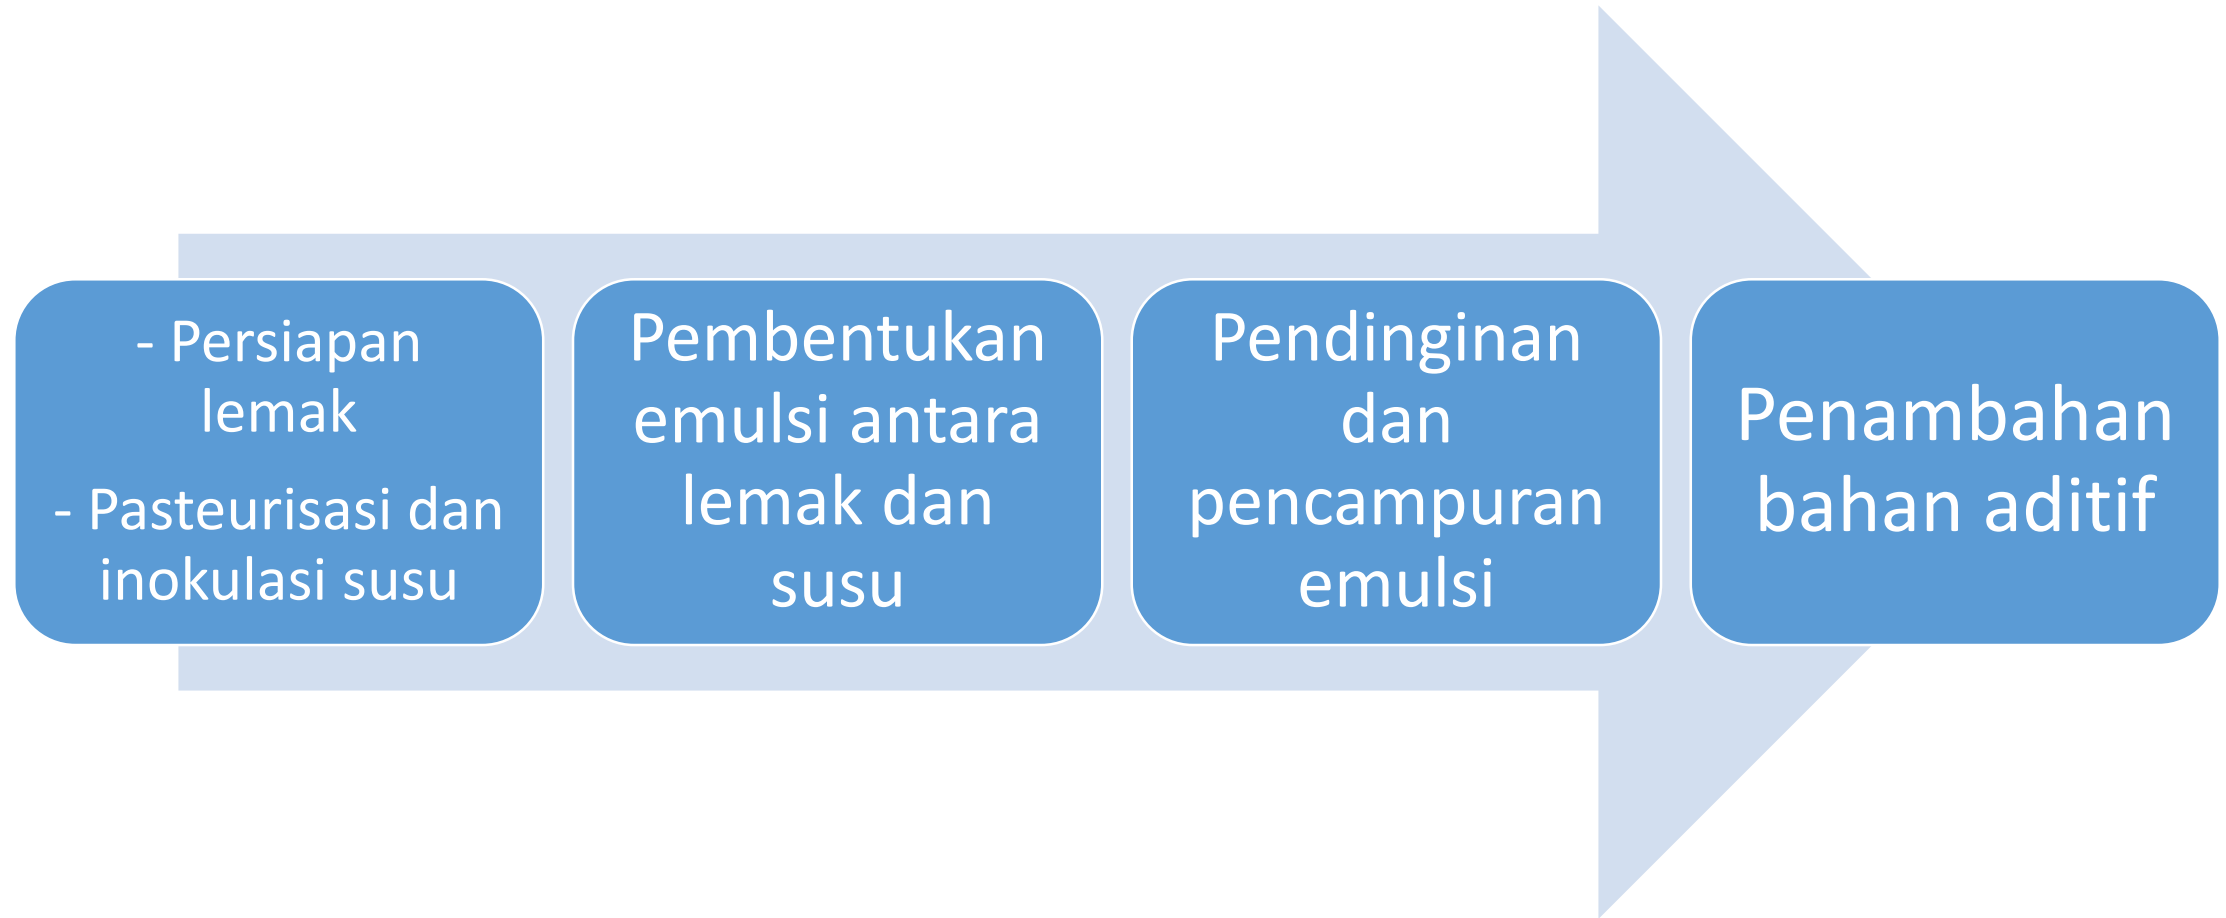 - Persiapan
lemak
- Pasteurisasi dan
inokulasi susu
Pembentukan
emulsi antara
lemak dan
susu
Pendinginan
dan
pencampuran
emulsi
Penambahan
bahan aditif